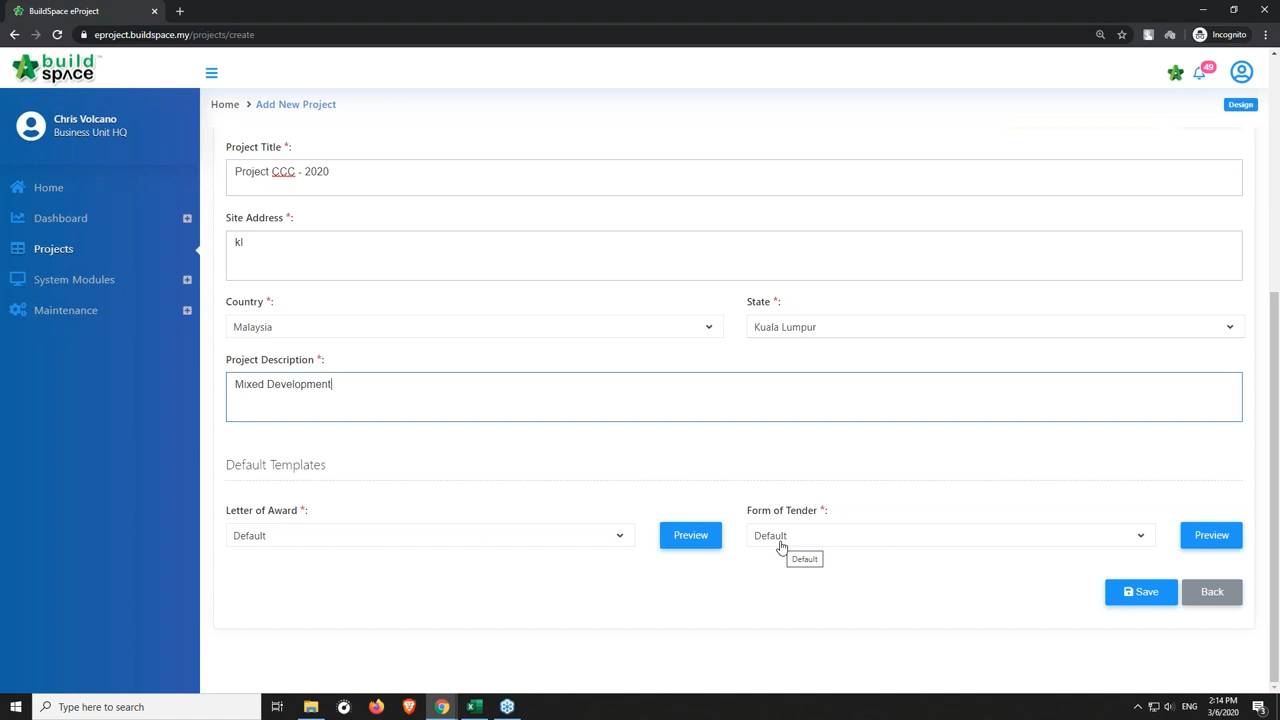 BuildSpace eProject
eproject.buildspace.my/projects/create
Incognito
build
space
49
Home > Add New Project
Design
Chris Volcano
Business Unit HQ
Home
Dashboard
Projects
System Modules
Maintenance
Project Title *:
Project CCC - 2020
Site Address *:
kl
Country *:
State *:
Malaysia
Kuala Lumpur
Project Description *:
Mixed Development
Default Templates
Letter of Award *:
Form of Tender *:
Default
Preview
Default
Preview
Default
Save
Back
Type here to search
ENG
2:14 PM
3/6/2020
3